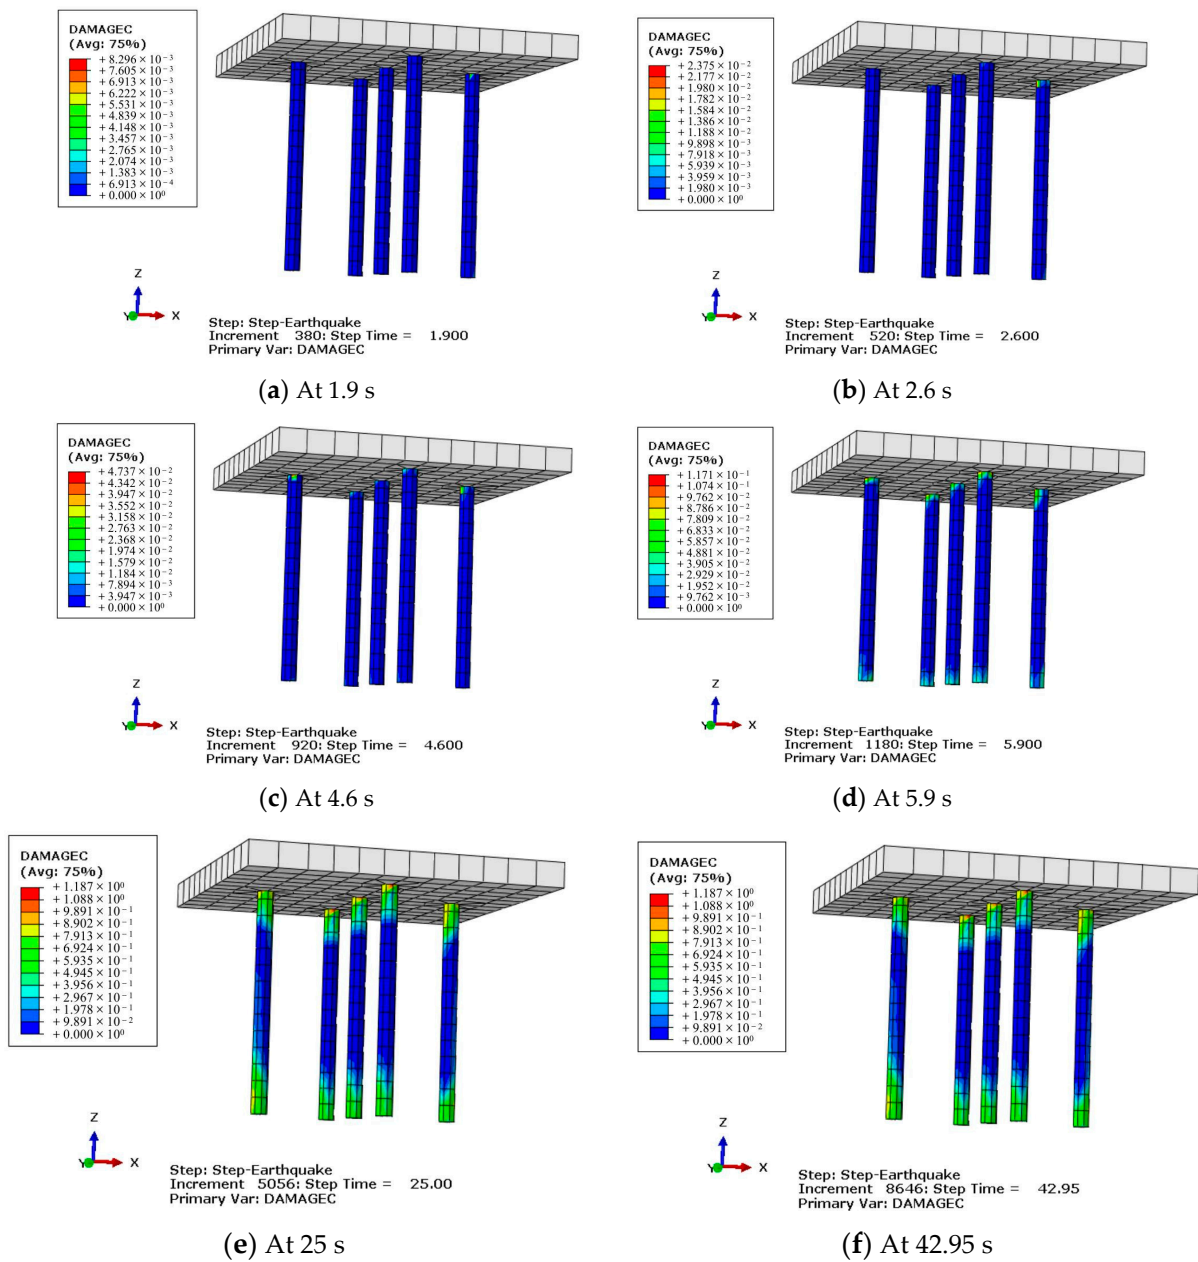 DAMAGEC
(Avg: 75%)
+ 8.296 × 10⁻³
+ 7.605 × 10⁻³
+ 6.913 × 10⁻³
+ 6.222 × 10⁻³
+ 5.531 × 10⁻³
+ 4.839 × 10⁻³
+ 4.148 × 10⁻³
+ 3.457 × 10⁻³
+ 2.765 × 10⁻³
+ 2.074 × 10⁻³
+ 1.383 × 10⁻³
+ 6.913 × 10⁻⁴
+ 0.000 × 10⁰
Z
Y X
Step: Step-Earthquake
Increment 380: Step Time = 1.900
Primary Var: DAMAGEC
(a) At 1.9 s
DAMAGEC
(Avg: 75%)
+ 2.375 × 10⁻²
+ 2.177 × 10⁻²
+ 1.980 × 10⁻²
+ 1.782 × 10⁻²
+ 1.584 × 10⁻²
+ 1.386 × 10⁻²
+ 1.188 × 10⁻²
+ 9.898 × 10⁻³
+ 7.918 × 10⁻³
+ 5.939 × 10⁻³
+ 3.959 × 10⁻³
+ 1.980 × 10⁻³
+ 0.000 × 10⁰
Z
Y X
Step: Step-Earthquake
Increment 520: Step Time = 2.600
Primary Var: DAMAGEC
(b) At 2.6 s
DAMAGEC
(Avg: 75%)
+ 4.737 × 10⁻²
+ 4.342 × 10⁻²
+ 3.947 × 10⁻²
+ 3.552 × 10⁻²
+ 3.158 × 10⁻²
+ 2.763 × 10⁻²
+ 2.368 × 10⁻²
+ 1.974 × 10⁻²
+ 1.579 × 10⁻²
+ 1.184 × 10⁻²
+ 7.894 × 10⁻³
+ 3.947 × 10⁻³
+ 0.000 × 10⁰
Z
Y X
Step: Step-Earthquake
Increment 920: Step Time = 4.600
Primary Var: DAMAGEC
(c) At 4.6 s
DAMAGEC
(Avg: 75%)
+ 1.171 × 10⁻¹
+ 1.074 × 10⁻¹
+ 9.762 × 10⁻²
+ 8.786 × 10⁻²
+ 7.809 × 10⁻²
+ 6.833 × 10⁻²
+ 5.857 × 10⁻²
+ 4.881 × 10⁻²
+ 3.905 × 10⁻²
+ 2.929 × 10⁻²
+ 1.952 × 10⁻²
+ 9.762 × 10⁻³
+ 0.000 × 10⁰
Z
Y X
Step: Step-Earthquake
Increment 1180: Step Time = 5.900
Primary Var: DAMAGEC
(d) At 5.9 s
DAMAGEC
(Avg: 75%)
+ 1.187 × 10⁰
+ 1.088 × 10⁰
+ 9.891 × 10⁻¹
+ 8.902 × 10⁻¹
+ 7.913 × 10⁻¹
+ 6.924 × 10⁻¹
+ 5.935 × 10⁻¹
+ 4.945 × 10⁻¹
+ 3.956 × 10⁻¹
+ 2.967 × 10⁻¹
+ 1.978 × 10⁻¹
+ 9.891 × 10⁻²
+ 0.000 × 10⁰
Z
Y X
Step: Step-Earthquake
Increment 5056: Step Time = 25.00
Primary Var: DAMAGEC
(e) At 25 s
DAMAGEC
(Avg: 75%)
+ 1.187 × 10⁰
+ 1.088 × 10⁰
+ 9.891 × 10⁻¹
+ 8.902 × 10⁻¹
+ 7.913 × 10⁻¹
+ 6.924 × 10⁻¹
+ 5.935 × 10⁻¹
+ 4.945 × 10⁻¹
+ 3.956 × 10⁻¹
+ 2.967 × 10⁻¹
+ 1.978 × 10⁻¹
+ 9.891 × 10⁻²
+ 0.000 × 10⁰
Z
Y X
Step: Step-Earthquake
Increment 8646: Step Time = 42.95
Primary Var: DAMAGEC
(f) At 42.95 s